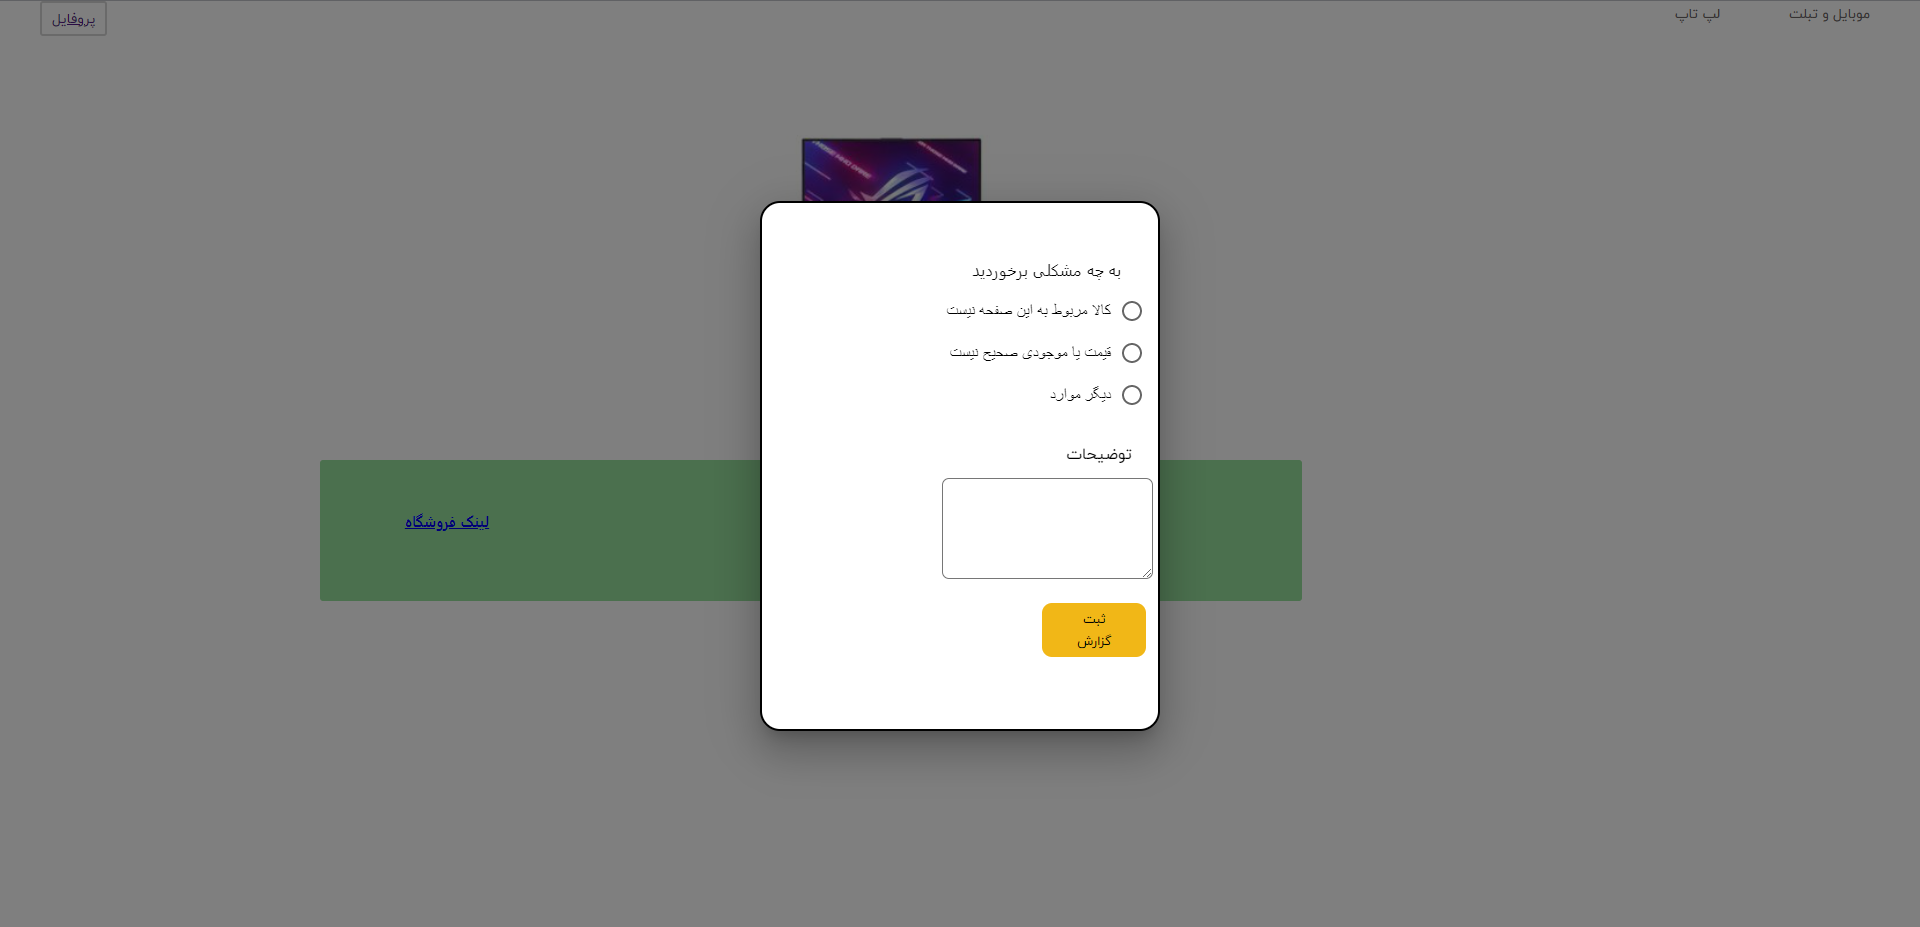 موبایل و تبلت
لپ تاپ
پروفایل
به چه مشکلی برخوردید
کالا مربوط به این صفحه نیست
قیمت یا موجودی صحیح نیست
دیگر موارد
توضیحات
لینک فروشگاه
ثبت
گزارش